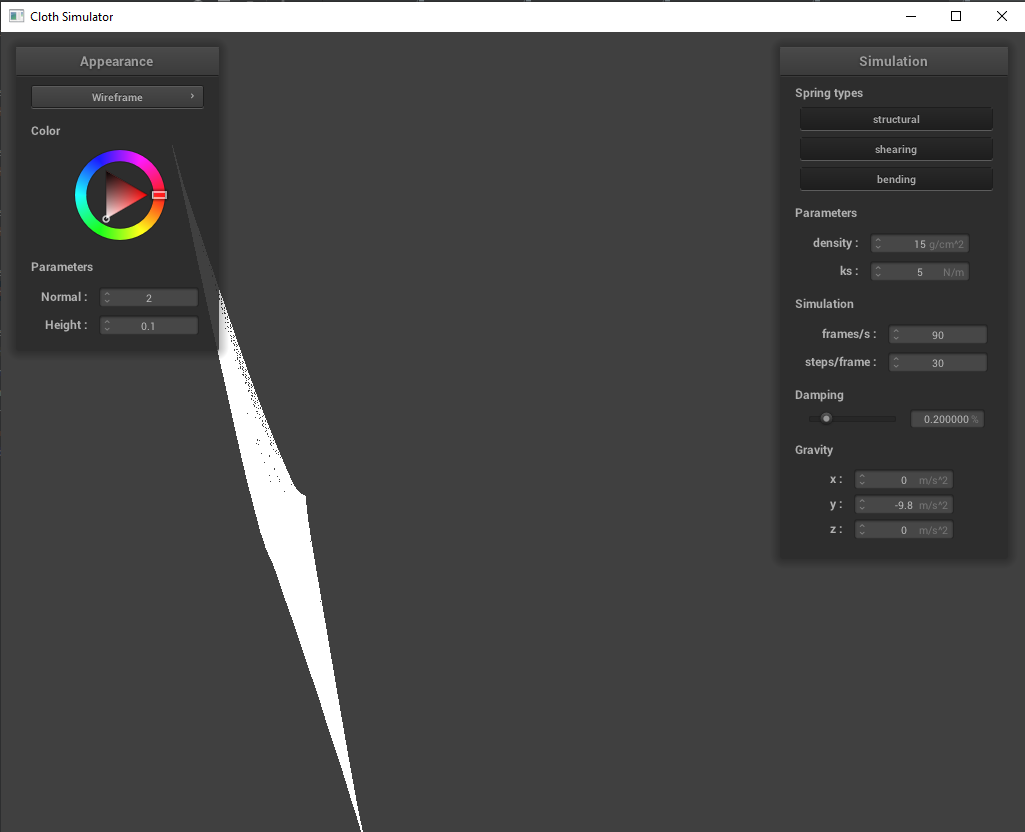 Cloth Simulator
Appearance
Wireframe
Color
Parameters
Normal : 2
Height : 0.1
Simulation
Spring types
structural
shearing
bending
Parameters
density : 15 g/cm^2
ks : 5 N/m
Simulation
frames/s : 90
steps/frame : 30
Damping
0.200000 %
Gravity
x : 0 m/s^2
y : -9.8 m/s^2
z : 0 m/s^2